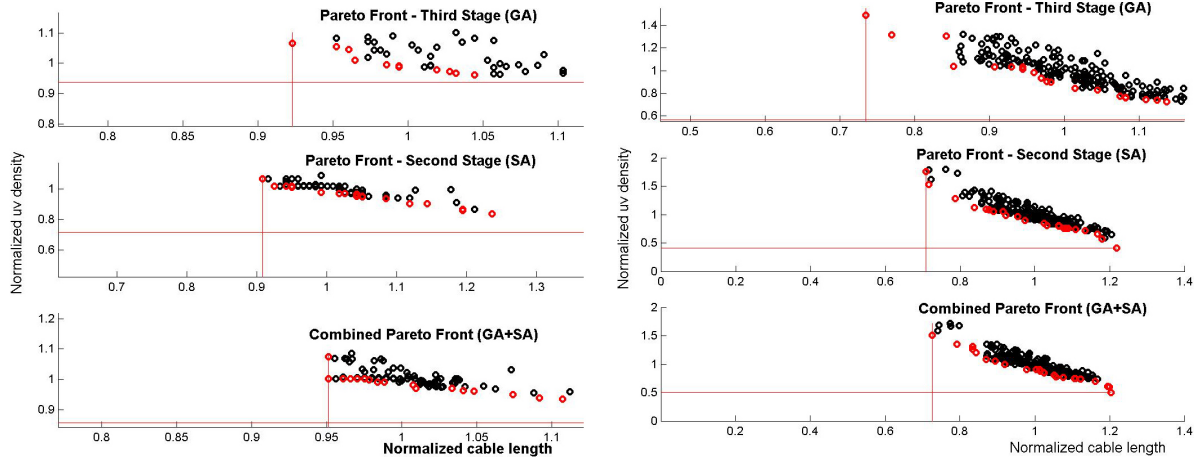 Pareto Front - Third Stage (GA)
1.1
1
0.9
0.8
0.8 0.85 0.9 0.95 1 1.05 1.1
Pareto Front - Second Stage (SA)
1
0.8
0.6
0.7 0.8 0.9 1 1.1 1.2 1.3
Normalized uv density
Combined Pareto Front (GA+SA)
1.2
1.1
1
0.9
0.8 0.85 0.9 0.95 1 1.05 1.1
Normalized cable length
Pareto Front - Third Stage (GA)
1.4
1.2
1
0.8
0.6
0.5 0.6 0.7 0.8 0.9 1 1.1
Pareto Front - Second Stage (SA)
2
1.5
1
0.5
0
0 0.2 0.4 0.6 0.8 1 1.2 1.4
Normalized uv density
Combined Pareto Front (GA+SA)
2
1.5
1
0.5
0
0 0.2 0.4 0.6 0.8 1 1.2 1.4
Normalized cable length